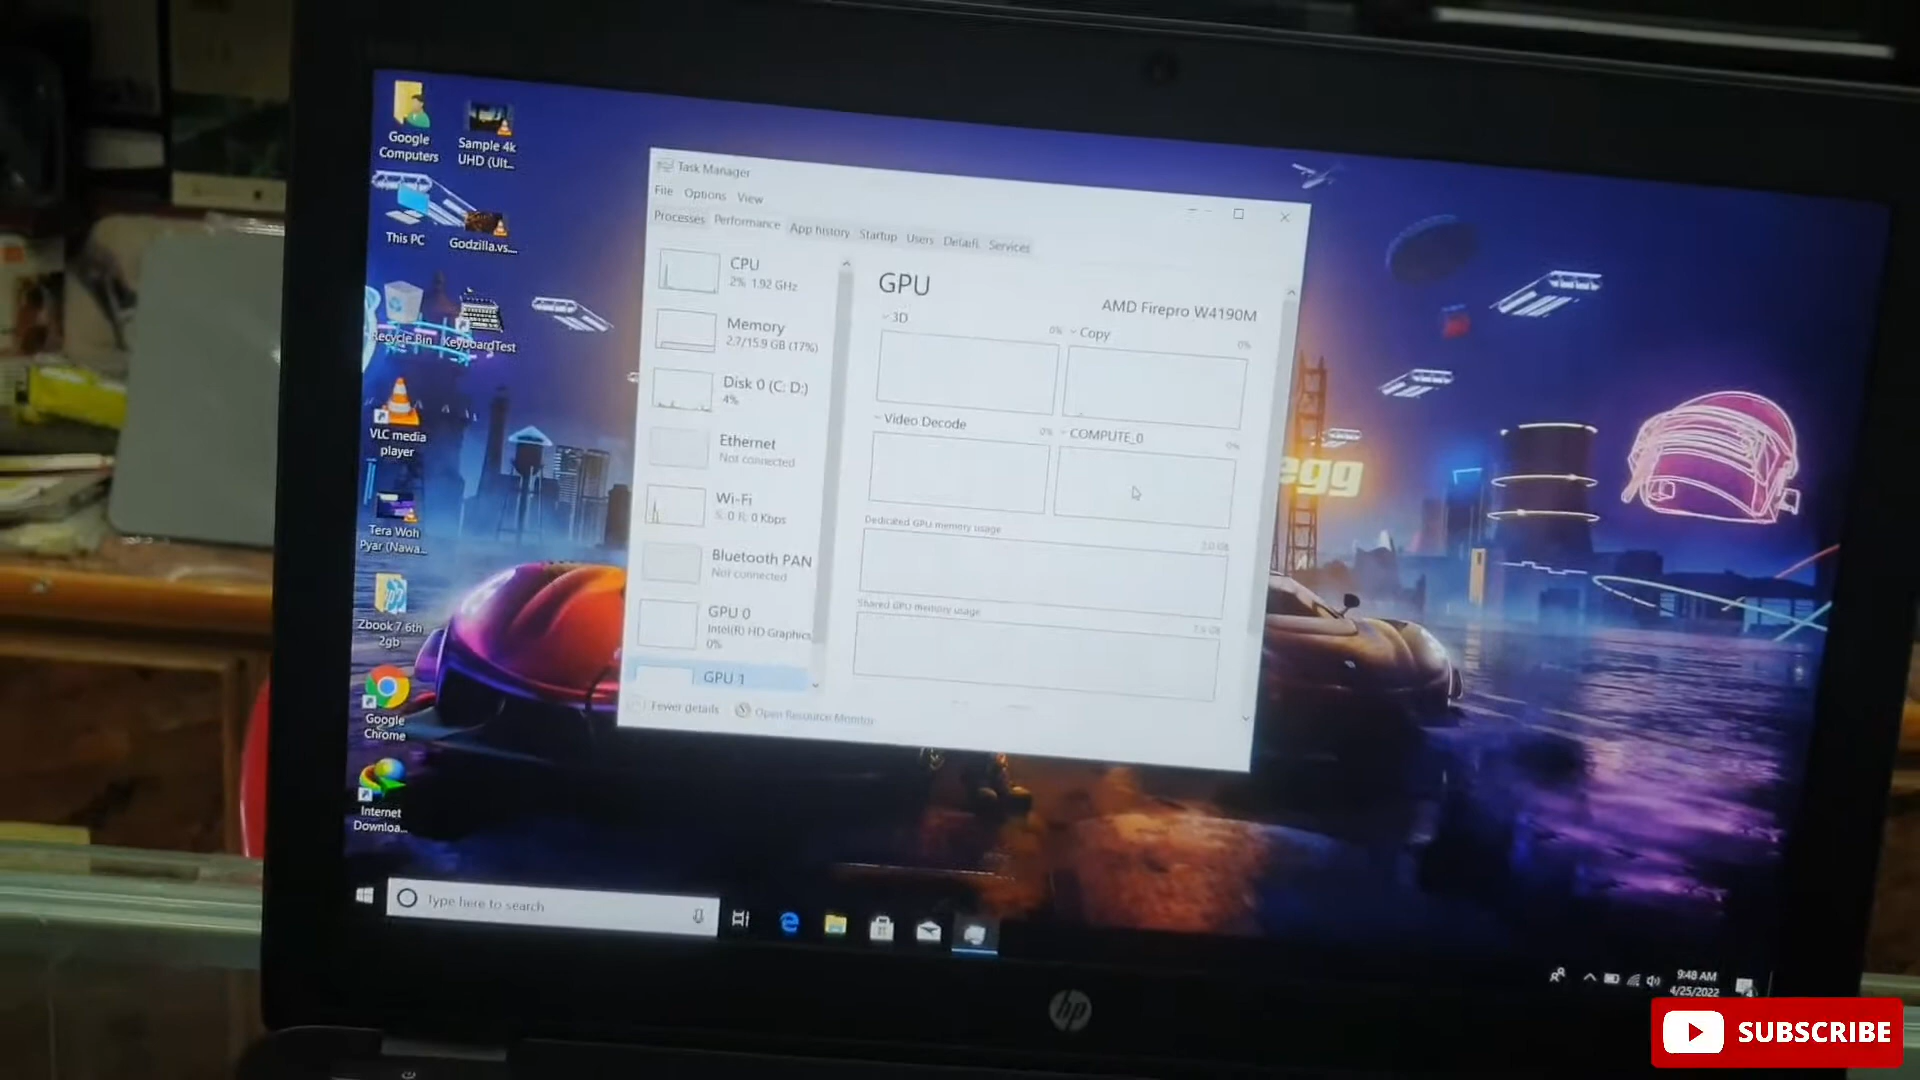 Google
Computers
Sample 4k
UHD (Ult...
This PC
Godzilla.vs....
Recycle Bin
KeyboardTest
VLC media
player
Tera Woh
Pyar (Nawa...
Zbook 7 6th
2gb
Google
Chrome
Internet
Downloa...
Task Manager
File Options View
Processes Performance App history Startup Users Details Services
CPU
2% 1.92 GHz
Memory
2.7/15.9 GB (17%)
Disk 0 (C: D:)
4%
Ethernet
Not connected
Wi-Fi
S: 0 R: 0 Kbps
Bluetooth PAN
Not connected
GPU 0
Intel(R) HD Graphics
0%
GPU 1
GPU
AMD Firepro W4190M
3D 0%
Copy 0%
Video Decode 0%
COMPUTE_0 0%
Dedicated GPU memory usage 2.0 GB
Shared GPU memory usage
Fewer details
Open Resource Monitor
egg
Type here to search
9:48 AM
4/25/2022
hp
SUBSCRIBE